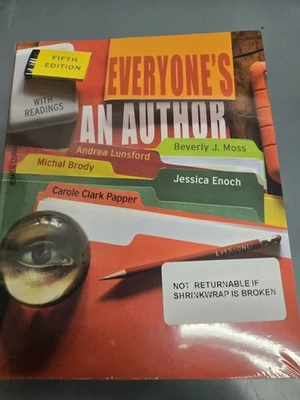 FIFTH
EDITION
WITH
READINGS
EVERYONE'S
AN AUTHOR
Andrea Lunsford
Beverly J. Moss
Michal Brody
Jessica Enoch
Carole Clark Papper
EVERYONE'
NOT RETURNABLE IF
SHRINKWRAP IS BROKEN